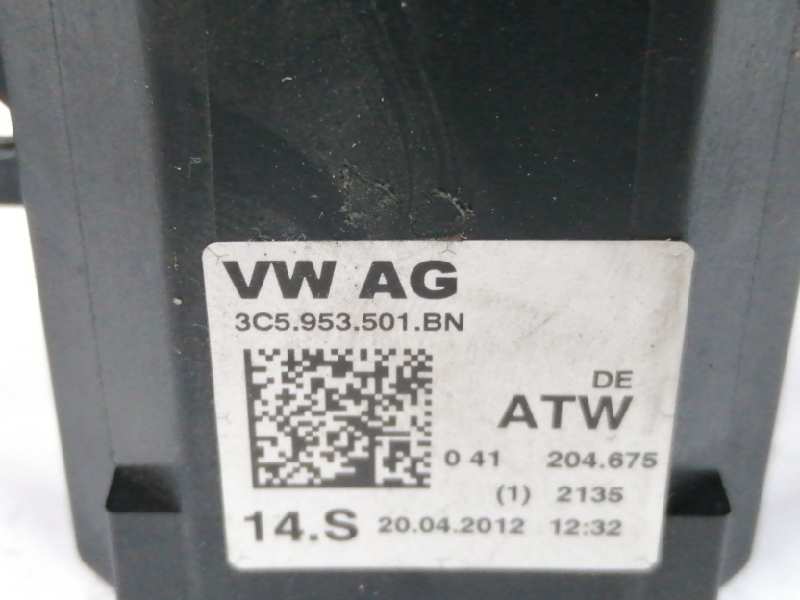 VW AG
3C5.953.501.BN
DE
ATW
0 41 204.675
(1) 2135
14.S 20.04.2012 12:32